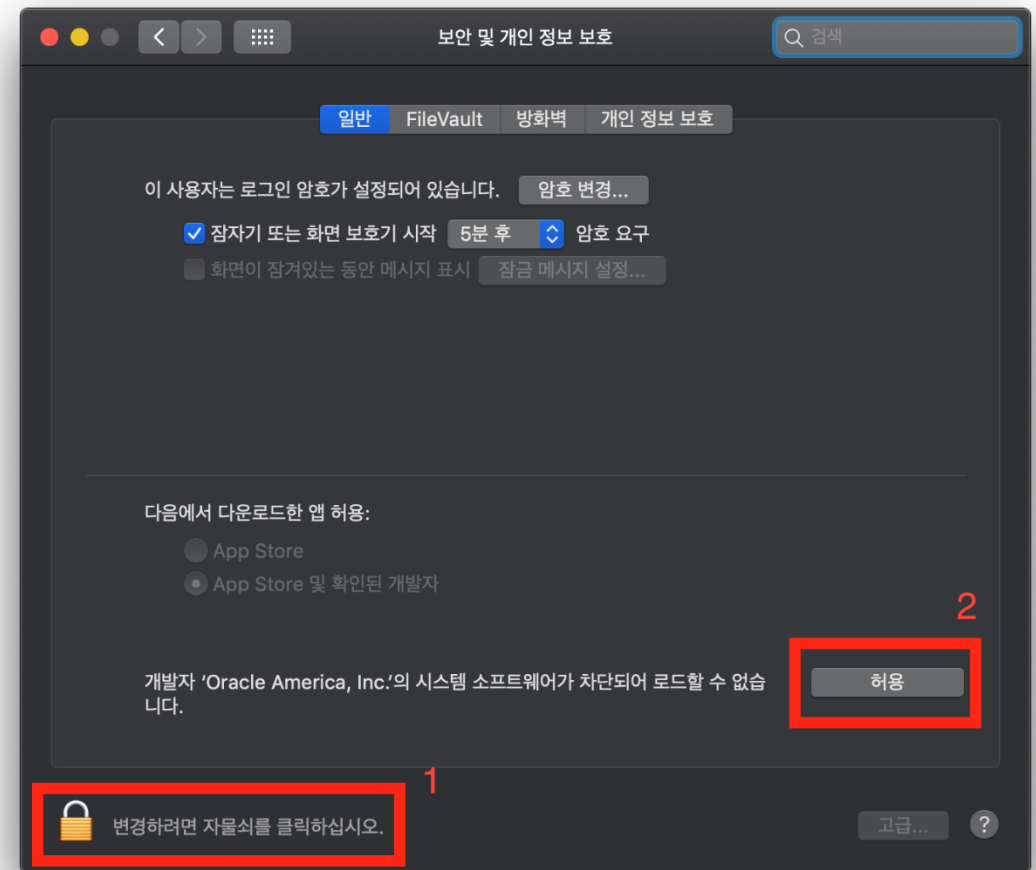 보안 및 개인 정보 보호
검색
일반 FileVault 방화벽 개인 정보 보호
이 사용자는 로그인 암호가 설정되어 있습니다. 암호 변경...
잠자기 또는 화면 보호기 시작 5분 후 암호 요구
화면이 잠겨있는 동안 메시지 표시 잠금 메시지 설정...
다음에서 다운로드한 앱 허용:
App Store
App Store 및 확인된 개발자
2
개발자 ‘Oracle America, Inc.’의 시스템 소프트웨어가 차단되어 로드할 수 없습
니다.
허용
1
변경하려면 자물쇠를 클릭하십시오.
고급... ?